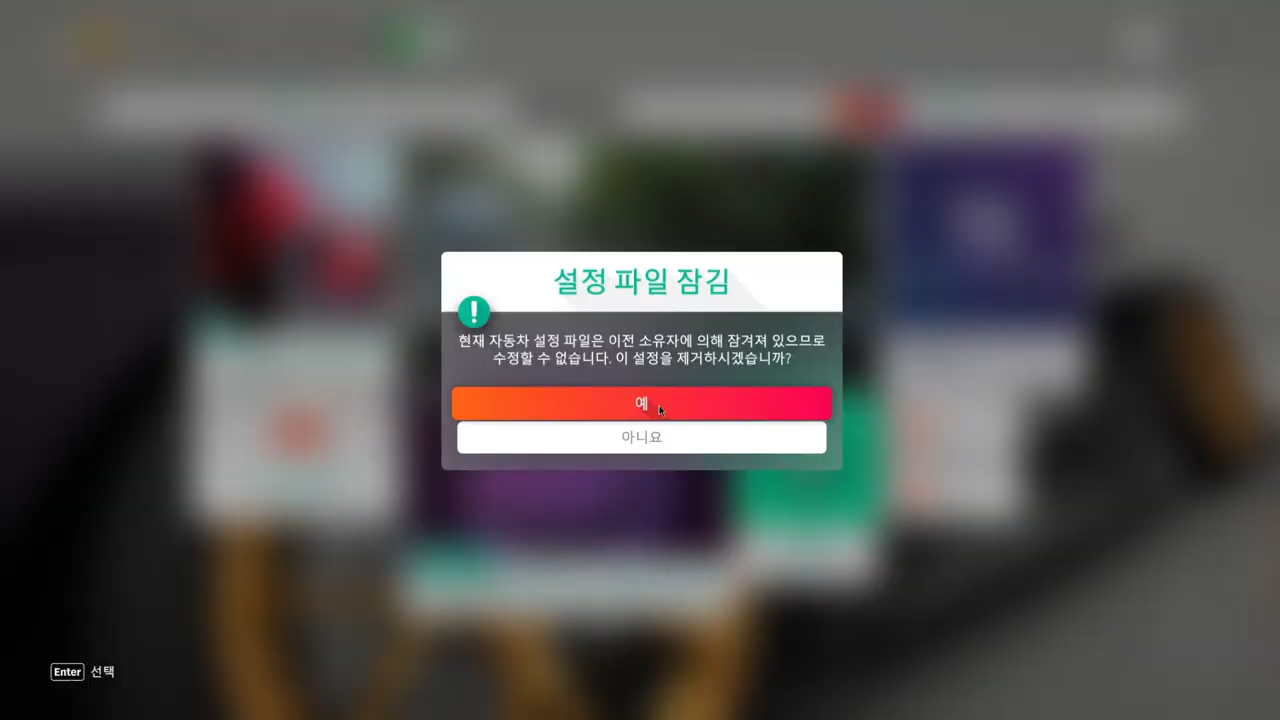 설정 파일 잠김
현재 자동차 설정 파일은 이전 소유자에 의해 잠겨져 있으므로
수정할 수 없습니다. 이 설정을 제거하시겠습니까?
예
아니요
Enter 선택